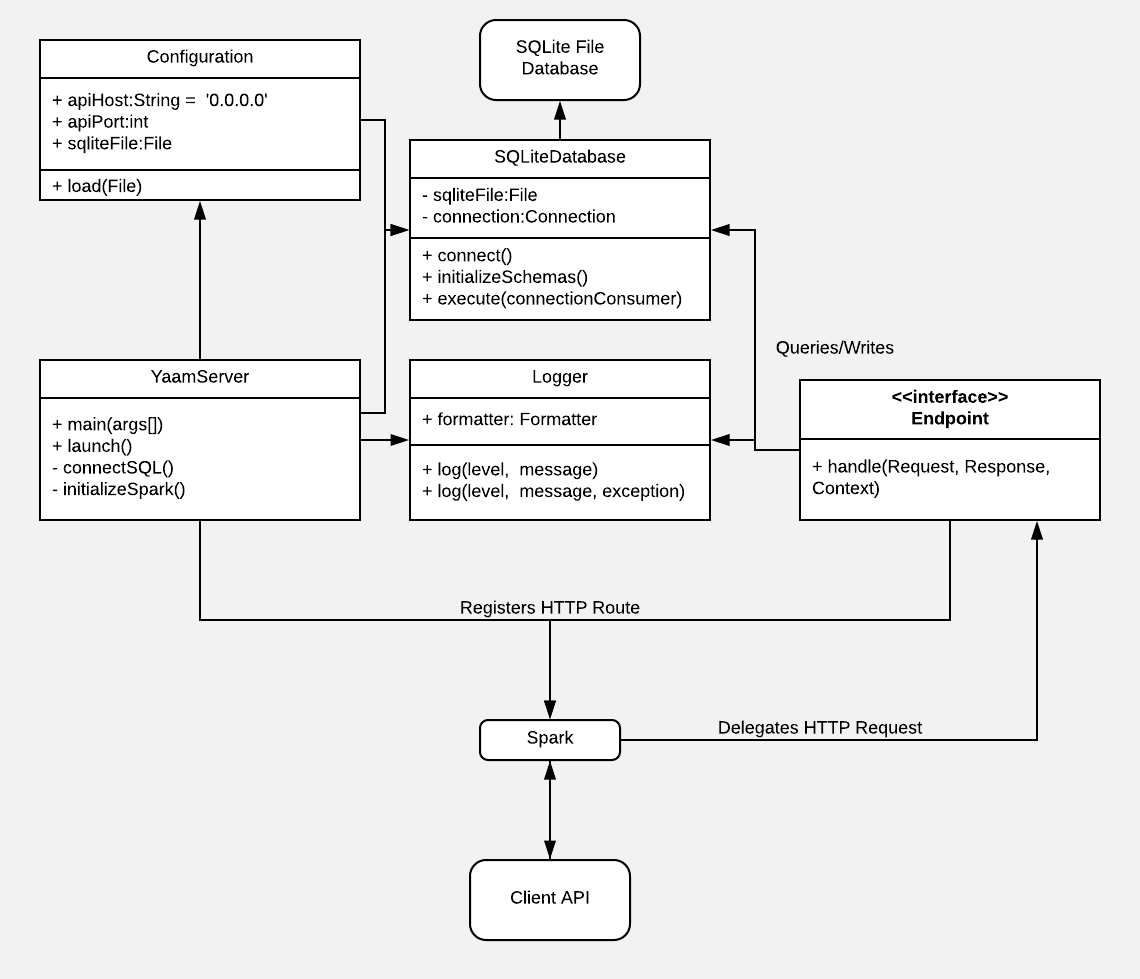 Configuration
+ apiHost:String =  '0.0.0.0'
+ apiPort:int
+ sqliteFile:File
+ load(File)
SQLite File
Database
SQLiteDatabase
- sqliteFile:File
- connection:Connection
+ connect()
+ initializeSchemas()
+ execute(connectionConsumer)
YaamServer
+ main(args[])
+ launch()
- connectSQL()
- initializeSpark()
Logger
+ formatter: Formatter
+ log(level,  message)
+ log(level,  message, exception)
Queries/Writes
<<interface>>
Endpoint
+ handle(Request, Response,
Context)
Registers HTTP Route
Spark
Delegates HTTP Request
Client API